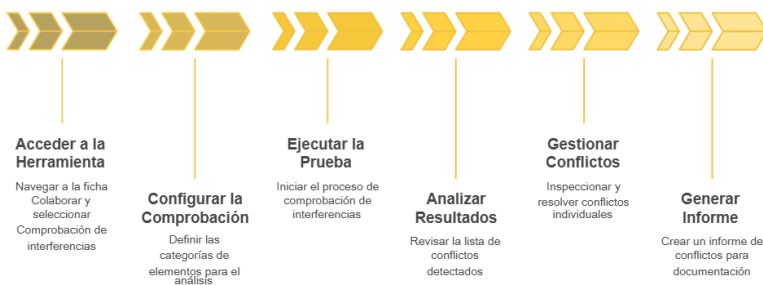 Acceder a la
Herramienta
Navegar a la ficha
Colaborar y
seleccionar
Comprobación de
interferencias
Configurar la
Comprobación
Definir las
categorías de
elementos para el
análisis
Ejecutar la
Prueba
Iniciar el proceso de
comprobación de
interferencias
Analizar
Resultados
Revisar la lista de
conflictos
detectados
Gestionar
Conflictos
Inspeccionar y
resolver conflictos
individuales
Generar
Informe
Crear un informe de
conflictos para
documentación